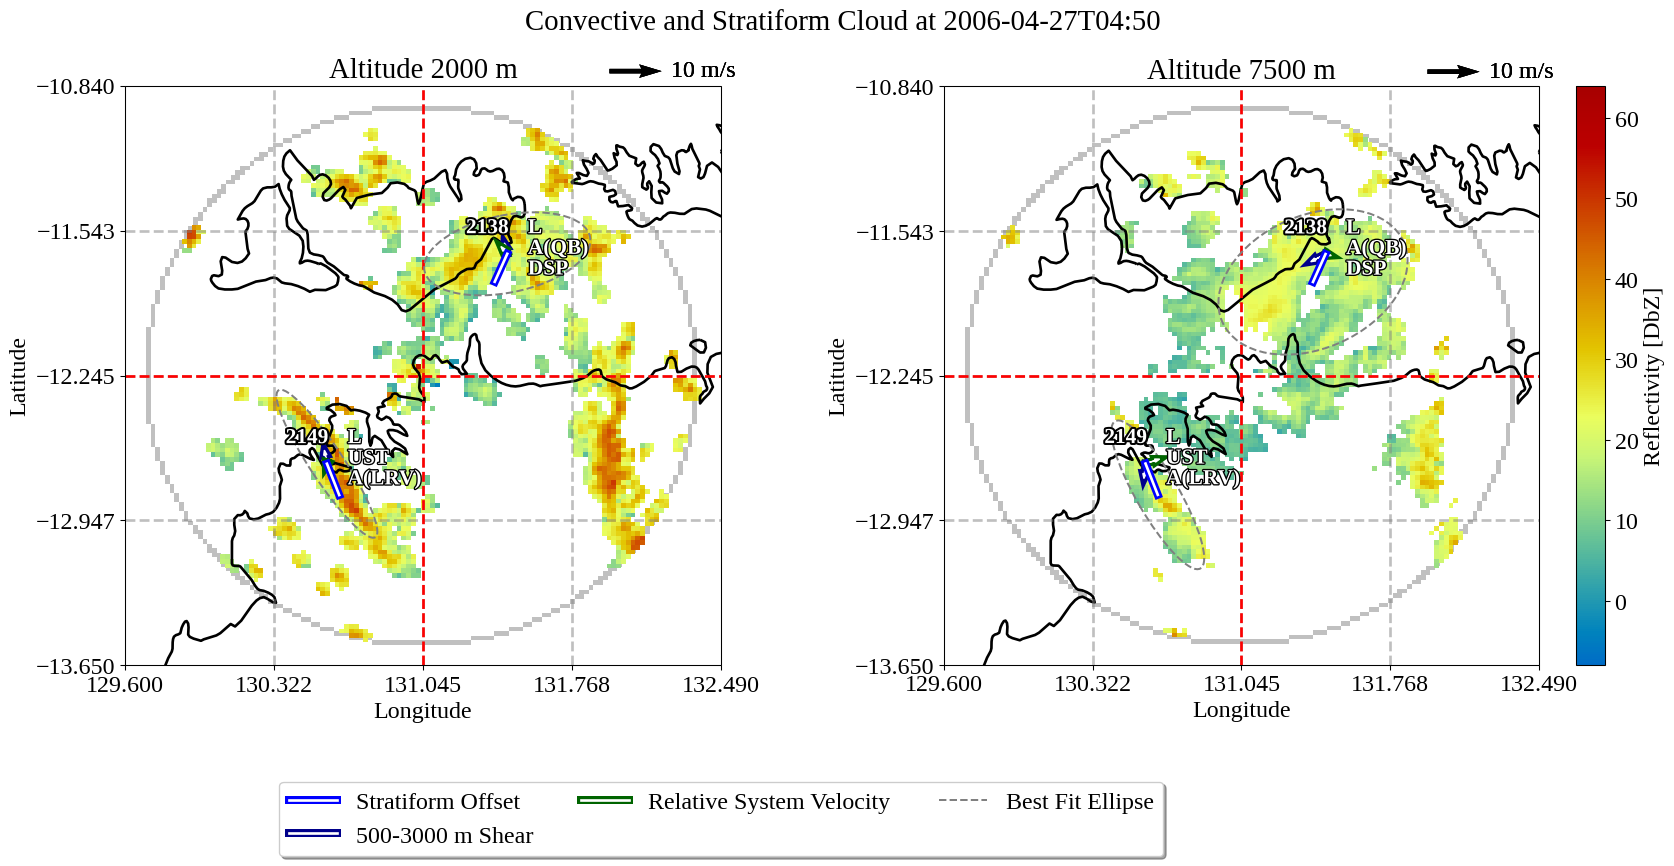 Convective and Stratiform Cloud at 2006-04-27T04:50
Altitude 2000 m
10 m/s
Altitude 7500 m
10 m/s
−10.840
−11.543
−12.245
−12.947
−13.650
Latitude
129.600
130.322
131.045
131.768
132.490
Longitude
2138
L
A(QB)
DSP
2149
L
UST
A(LRV)
−10.840
−11.543
−12.245
−12.947
−13.650
Latitude
129.600
130.322
131.045
131.768
132.490
Longitude
2138
L
A(QB)
DSP
2149
L
UST
A(LRV)
60
50
40
30
20
10
0
Reflectivity [DbZ]
Stratiform Offset
Relative System Velocity
Best Fit Ellipse
500-3000 m Shear